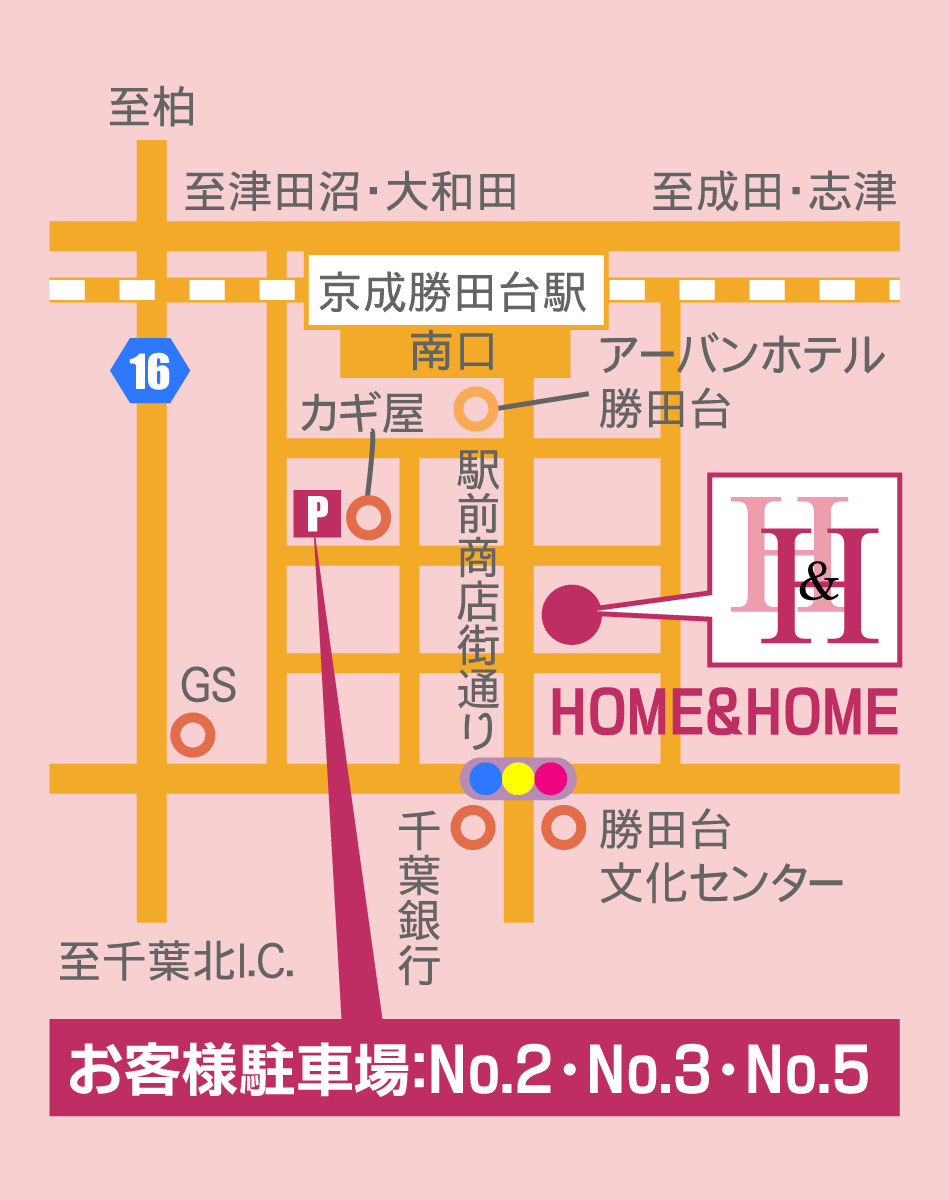 至柏
至津田沼・大和田
至成田・志津
京成勝田台駅
南口
16
アーバンホテル
勝田台
カギ屋
P
駅前商店街通り
H&H
HOME&HOME
GS
千葉銀行
勝田台
文化センター
至千葉北I.C.
お客様駐車場:No.2・No.3・No.5